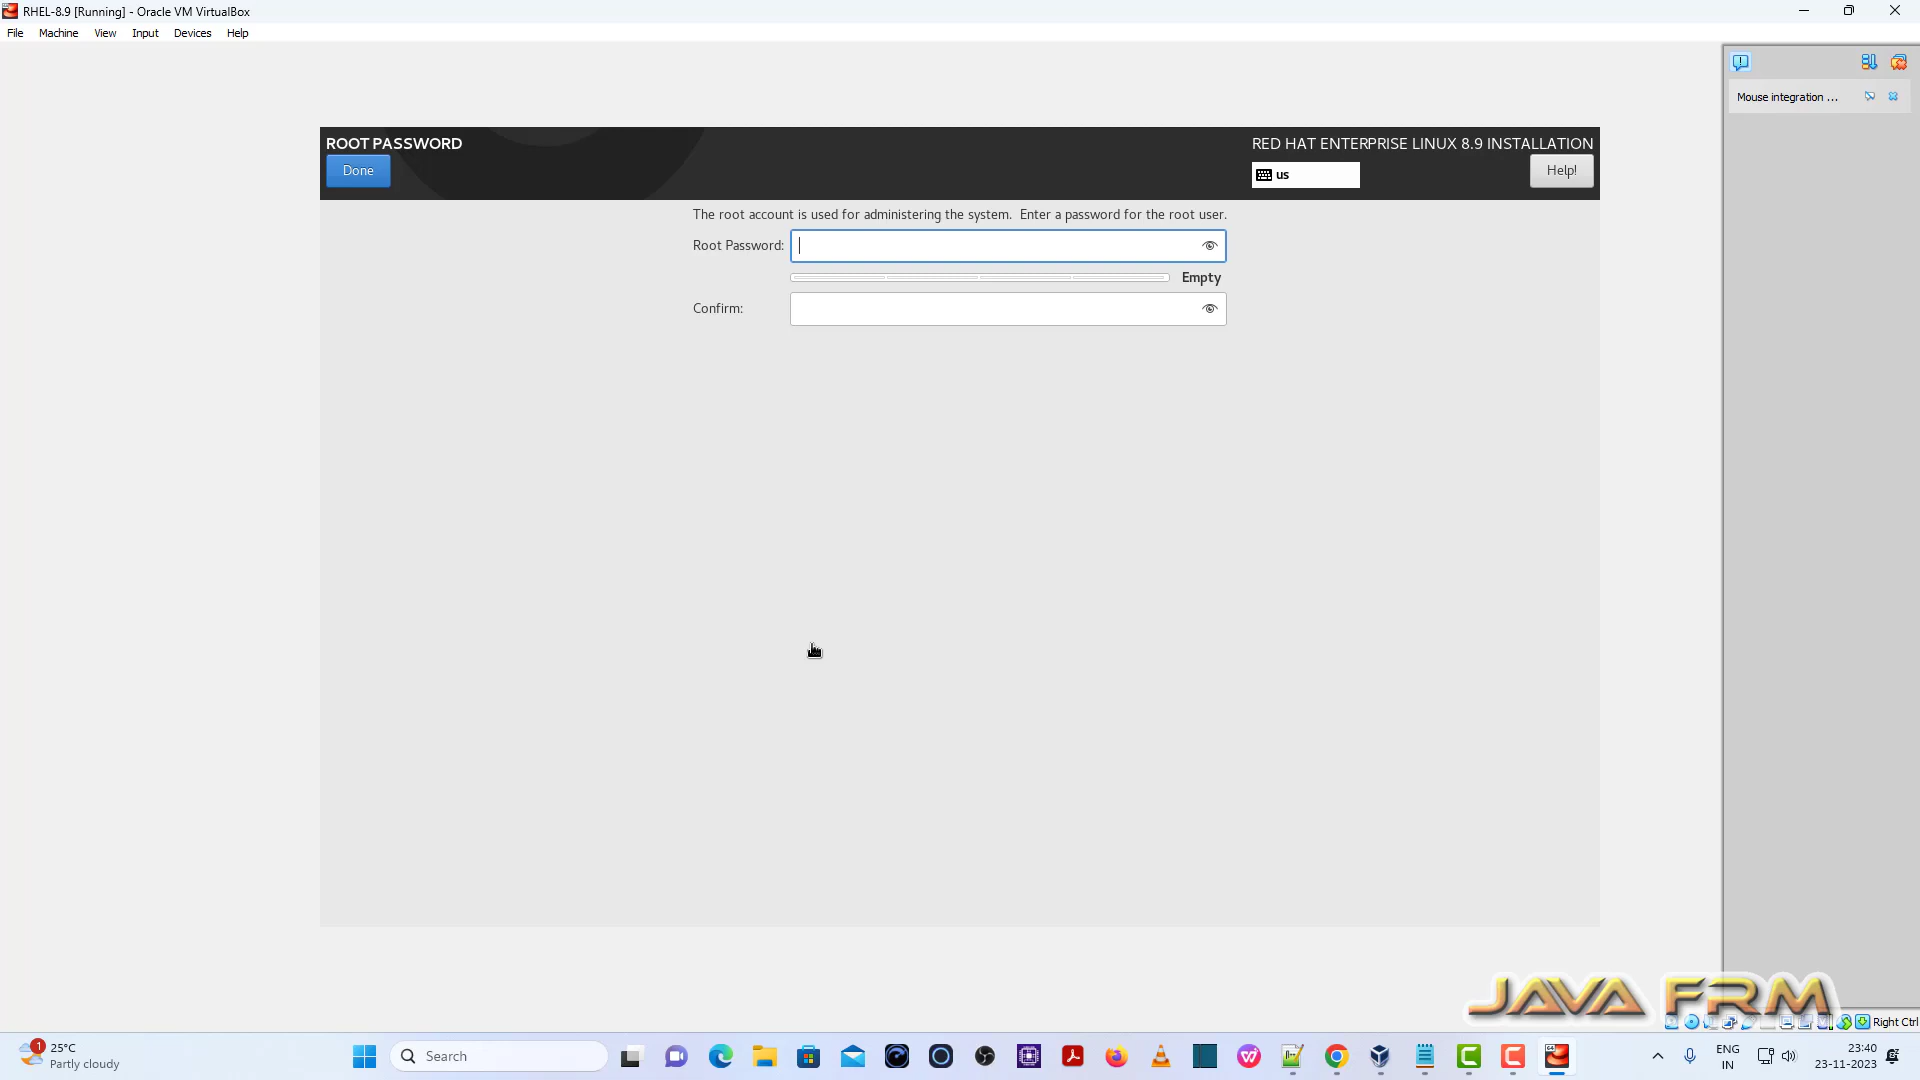 RHEL-8.9 [Running] - Oracle VM VirtualBox
File Machine View Input Devices Help
Mouse integration ...
ROOT PASSWORD
RED HAT ENTERPRISE LINUX 8.9 INSTALLATION
Done
us
Help!
The root account is used for administering the system. Enter a password for the root user.
Root Password:
Empty
Confirm:
JAVA FRM
Right Ctrl
1
25°C
Partly cloudy
Search
ENG
IN
23:40
23-11-2023